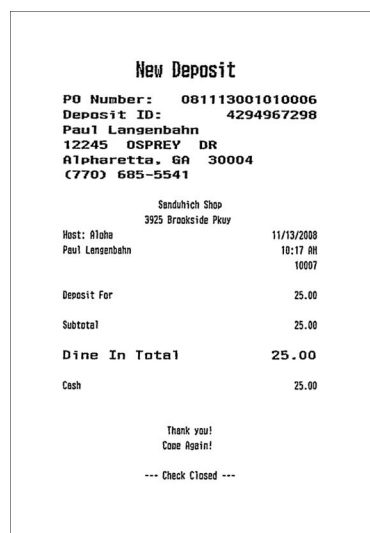 New Deposit
PO Number: 081113001010006
Deposit ID: 4294967298
Paul Langenbahn
12245 OSPREY DR
Alpharetta, GA 30004
(770) 685-5541
Sanduhich Shop
3925 Brookside Pkuy
Host: Aloha 11/13/2008
Paul Langenbahn 10:17 AM
10007
Deposit For 25.00
Subtotal 25.00
Dine In Total 25.00
Cash 25.00
Thank you!
Come Again!
--- Check Closed ---